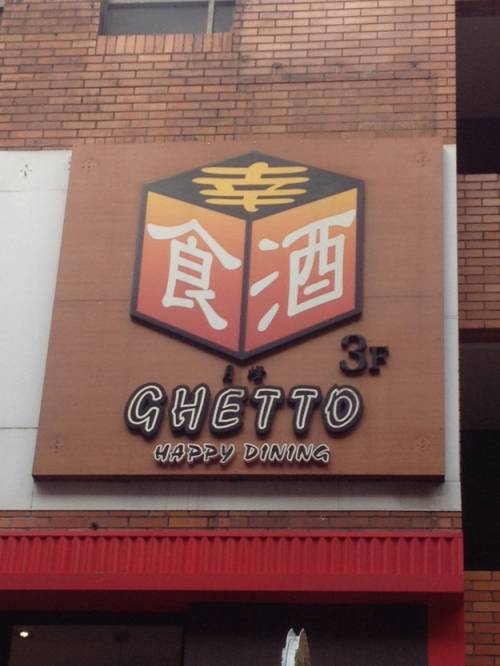 幸
食 酒
3F
GHETTO
HAPPY DINING